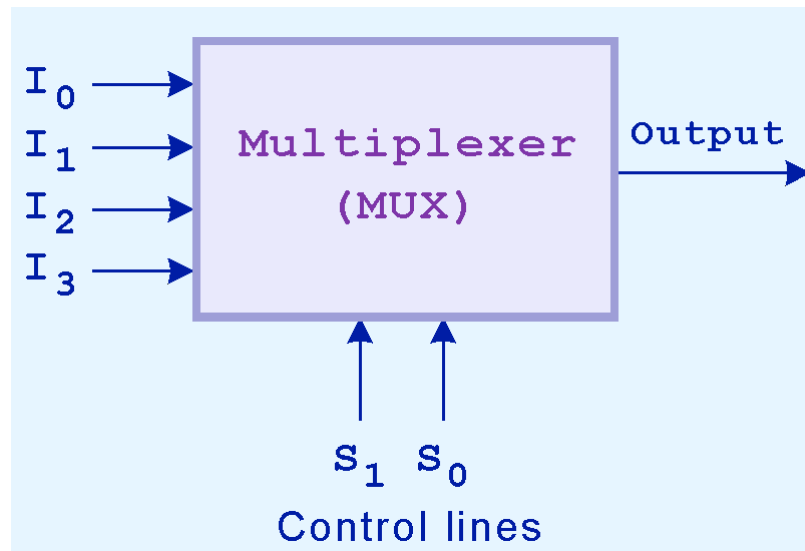 I₀
I₁
I₂
I₃
Multiplexer
(MUX)
Output
S₁ S₀
Control lines